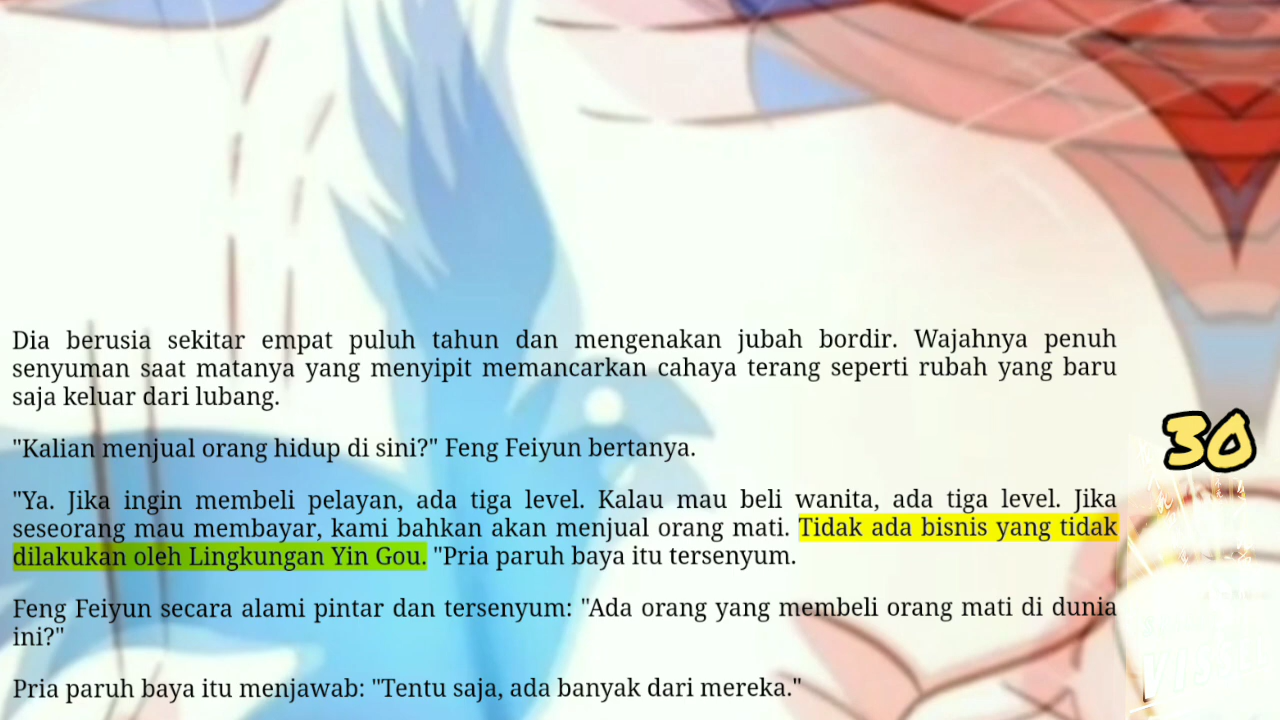 Dia berusia sekitar empat puluh tahun dan mengenakan jubah bordir. Wajahnya penuh
senyuman saat matanya yang menyipit memancarkan cahaya terang seperti rubah yang baru
saja keluar dari lubang.
"Kalian menjual orang hidup di sini?" Feng Feiyun bertanya.
"Ya. Jika ingin membeli pelayan, ada tiga level. Kalau mau beli wanita, ada tiga level. Jika
seseorang mau membayar, kami bahkan akan menjual orang mati. Tidak ada bisnis yang tidak
dilakukan oleh Lingkungan Yin Gou. "Pria paruh baya itu tersenyum.
Feng Feiyun secara alami pintar dan tersenyum: "Ada orang yang membeli orang mati di dunia
ini?"
Pria paruh baya itu menjawab: "Tentu saja, ada banyak dari mereka."
30